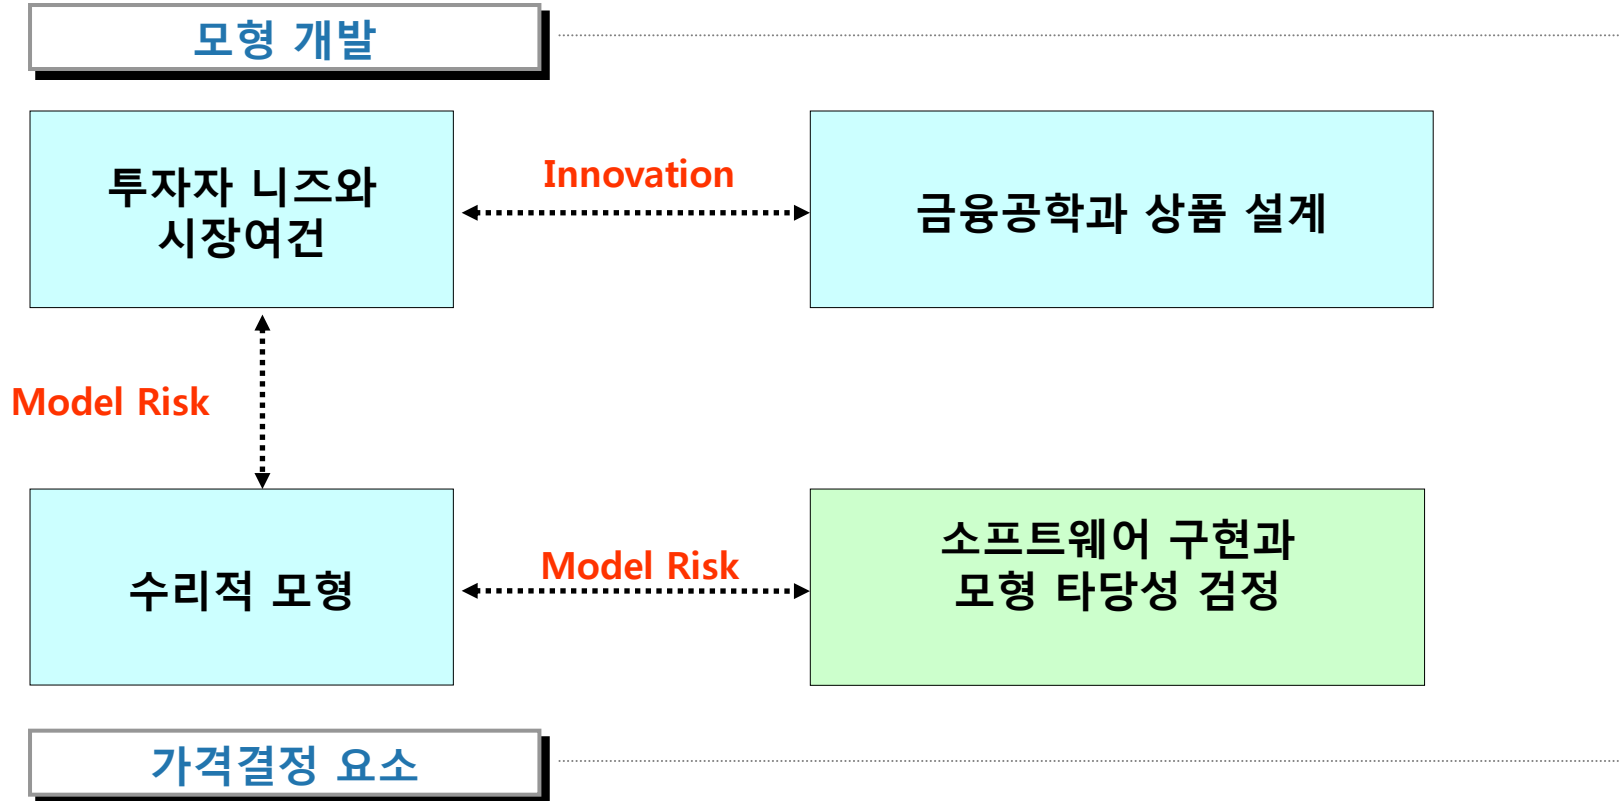 모형 개발
투자자 니즈와
시장여건
Innovation
금융공학과 상품 설계
Model Risk
수리적 모형
Model Risk
소프트웨어 구현과
모형 타당성 검정
가격결정 요소